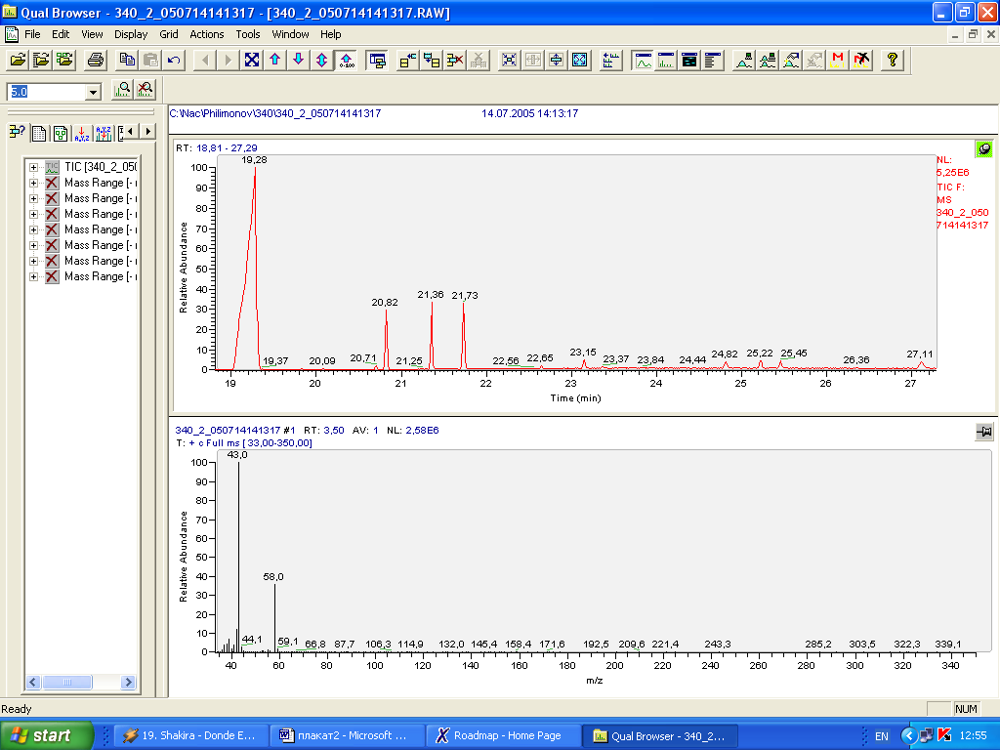 Qual Browser - 340_2_050714141317 - [340_2_050714141317.RAW]
File Edit View Display Grid Actions Tools Window Help
5.0
TIC [340_2_050
Mass Range [-
Mass Range [-
Mass Range [-
Mass Range [-
Mass Range [-
Mass Range [-
Mass Range [-
C:\Nac\Philimonov\340\340_2_050714141317 14.07.2005 14:13:17
RT: 18,81 - 27,29
NL:
5,25E6
TIC F:
MS
340_2_050
714141317
Relative Abundance
100
90
80
70
60
50
40
30
20
10
0
19,28
19,37
20,09
20,71
20,82
21,25
21,36
21,73
22,56
22,65
23,15
23,37
23,84
24,44
24,82
25,22
25,45
26,36
27,11
19 20 21 22 23 24 25 26 27
Time (min)
340_2_050714141317 #1 RT: 3,50 AV: 1 NL: 2,58E6
T: + c Full ms [ 33,00-350,00]
Relative Abundance
100
90
80
70
60
50
40
30
20
10
0
43,0
58,0
44,1 59,1 66,8 87,7 106,3 114,9 132,0 145,4 158,4 171,6 192,5 209,6 221,4 243,3 285,2 303,5 322,3 339,1
40 60 80 100 120 140 160 180 200 220 240 260 280 300 320 340
m/z
Ready NUM
start 19. Shakira - Donde E... плакат2 - Microsoft ... Roadmap - Home Page Qual Browser - 340_2... EN 12:55